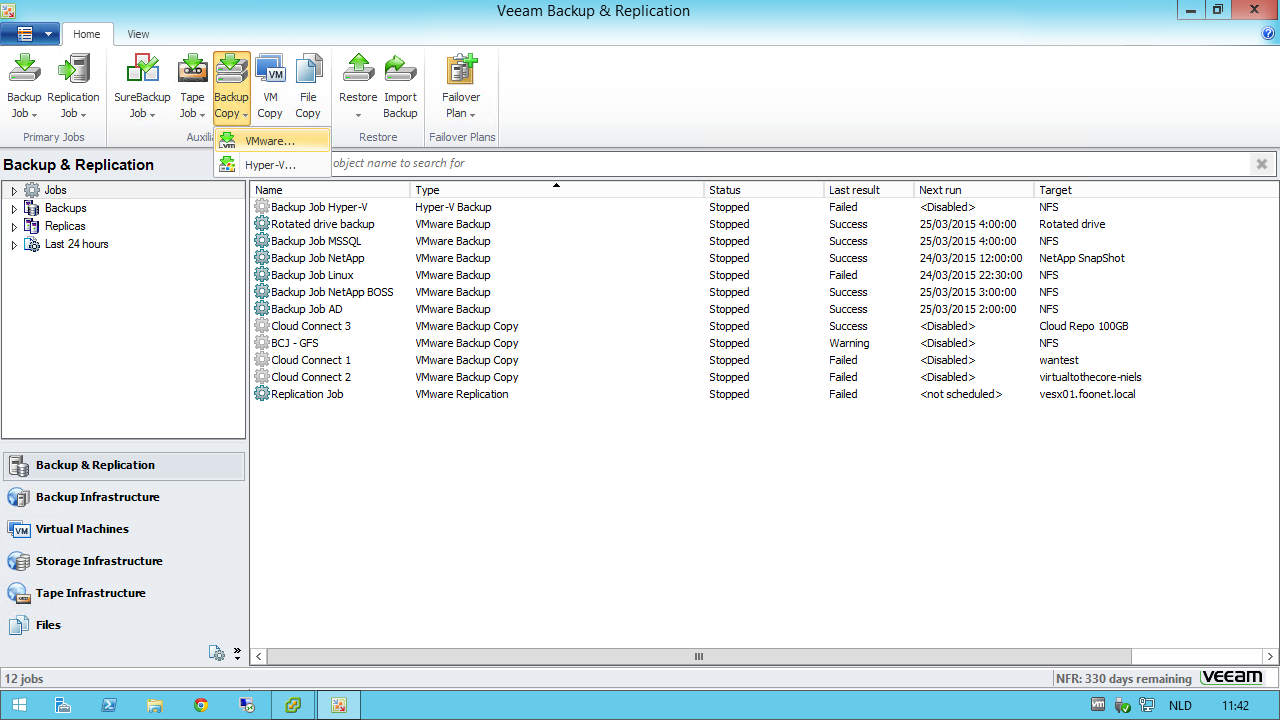 Veeam Backup & Replication
Home View
Backup Job Replication Job SureBackup Job Tape Job Backup Copy VM Copy File Copy Restore Import Backup Failover Plan
Primary Jobs Auxili Restore Failover Plans
VMware...
Hyper-V...
Backup & Replication
object name to search for
Jobs
Backups
Replicas
Last 24 hours
Name Type Status Last result Next run Target
Backup Job Hyper-V Hyper-V Backup Stopped Failed <Disabled> NFS
Rotated drive backup VMware Backup Stopped Success 25/03/2015 4:00:00 Rotated drive
Backup Job MSSQL VMware Backup Stopped Success 25/03/2015 4:00:00 NFS
Backup Job NetApp VMware Backup Stopped Success 24/03/2015 12:00:00 NetApp SnapShot
Backup Job Linux VMware Backup Stopped Failed 24/03/2015 22:30:00 NFS
Backup Job NetApp BOSS VMware Backup Stopped Success 25/03/2015 3:00:00 NFS
Backup Job AD VMware Backup Stopped Success 25/03/2015 2:00:00 NFS
Cloud Connect 3 VMware Backup Copy Stopped Success <Disabled> Cloud Repo 100GB
BCJ - GFS VMware Backup Copy Stopped Warning <Disabled> NFS
Cloud Connect 1 VMware Backup Copy Stopped Failed <Disabled> wantest
Cloud Connect 2 VMware Backup Copy Stopped Failed <Disabled> virtualtothecore-niels
Replication Job VMware Replication Stopped Failed <not scheduled> vesx01.foonet.local
Backup & Replication
Backup Infrastructure
Virtual Machines
Storage Infrastructure
Tape Infrastructure
Files
12 jobs NFR: 330 days remaining veeam
NLD 11:42